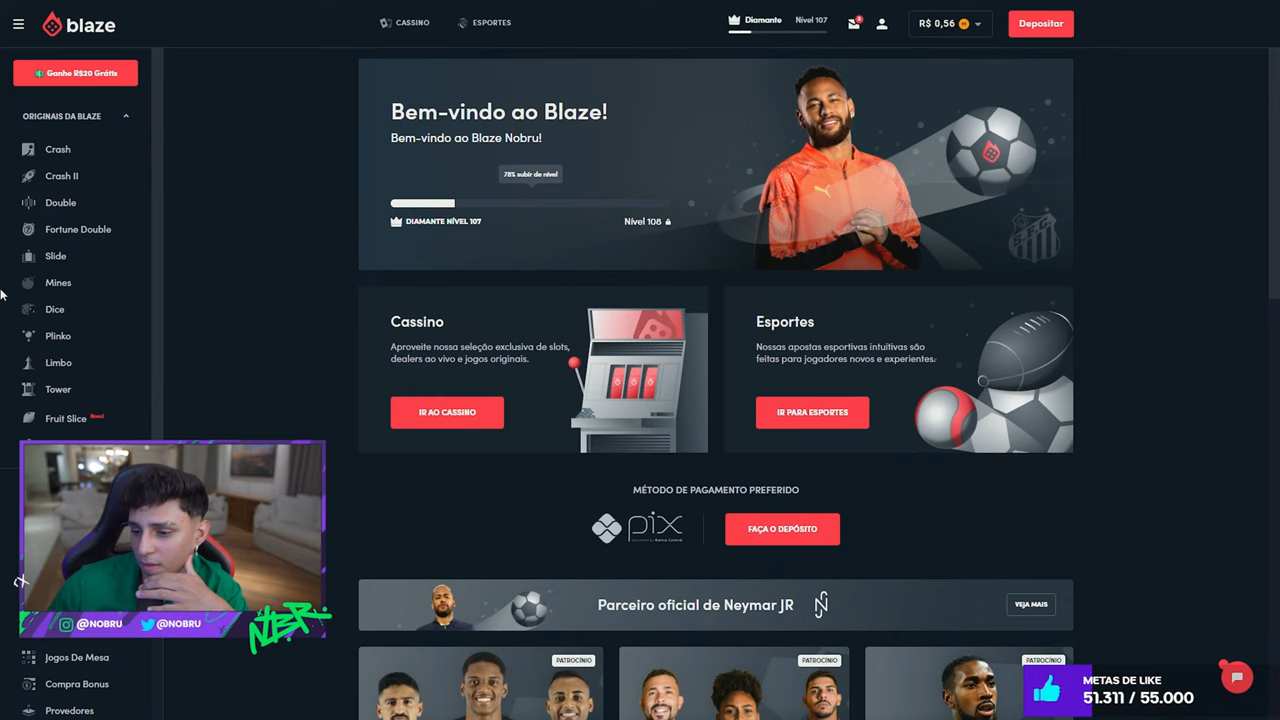 blaze
CASSINO
ESPORTES
Diamante
Nível 107
3
R$ 0,56
Depositar
Ganhe R$20 Grátis
ORIGINAIS DA BLAZE
Crash
Crash II
Double
Fortune Double
Slide
Mines
Dice
Plinko
Limbo
Tower
Fruit Slice Novo!
Bem-vindo ao Blaze!
Bem-vindo ao Blaze Nobru!
78% subir de nível
DIAMANTE NÍVEL 107
Nível 108
Cassino
Aproveite nossa seleção exclusiva de slots,
dealers ao vivo e jogos originais.
IR AO CASSINO
Esportes
Nossas apostas esportivas intuitivas são
feitas para jogadores novos e experientes.
IR PARA ESPORTES
MÉTODO DE PAGAMENTO PREFERIDO
pix
FAÇA O DEPÓSITO
Parceiro oficial de Neymar JR
VEJA MAIS
PATROCÍNIO
PATROCÍNIO
PATROCÍNIO
@NOBRU
@NOBRU
NBR
Jogos De Mesa
Compra Bonus
Provedores
METAS DE LIKE
51.311 / 55.000